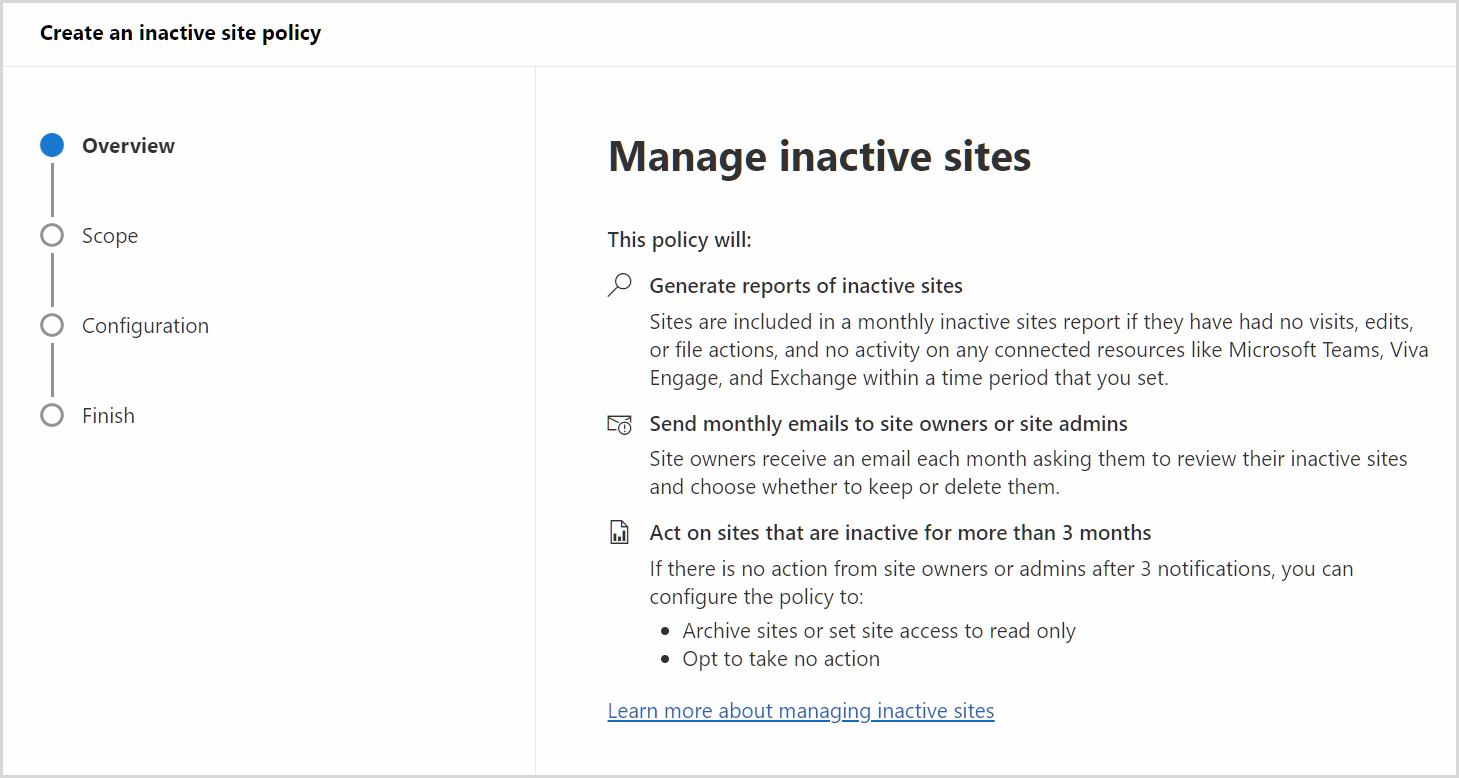 Create an inactive site policy
Overview
Scope
Configuration
Finish
Manage inactive sites
This policy will:
Generate reports of inactive sites
Sites are included in a monthly inactive sites report if they have had no visits, edits,
or file actions, and no activity on any connected resources like Microsoft Teams, Viva
Engage, and Exchange within a time period that you set.
Send monthly emails to site owners or site admins
Site owners receive an email each month asking them to review their inactive sites
and choose whether to keep or delete them.
Act on sites that are inactive for more than 3 months
If there is no action from site owners or admins after 3 notifications, you can
configure the policy to:
• Archive sites or set site access to read only
• Opt to take no action
Learn more about managing inactive sites